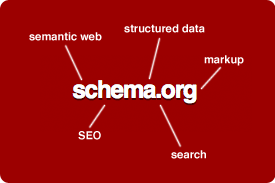 structured data
semantic web
markup
schema.org
SEO
search